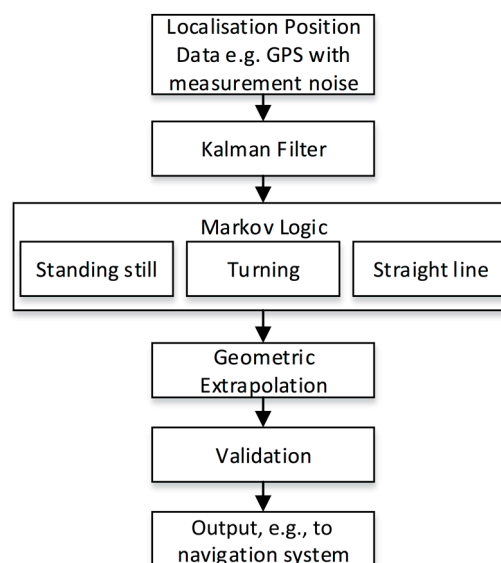 Localisation Position
Data e.g. GPS with
measurement noise
Kalman Filter
Markov Logic
Standing still
Turning
Straight line
Geometric
Extrapolation
Validation
Output, e.g., to
navigation system